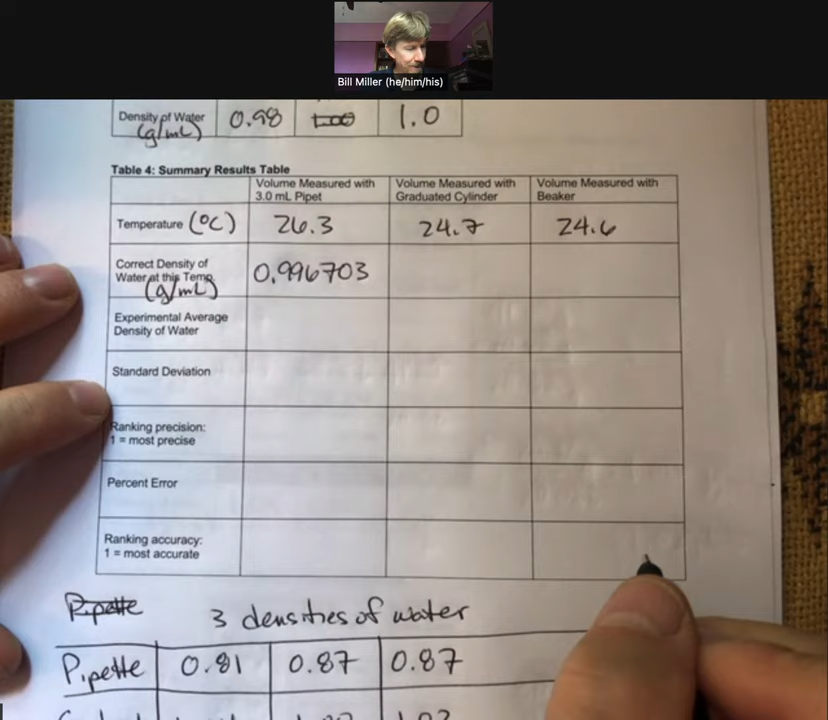 Bill Miller (he/him/his)
Density of Water (g/mL) 0.98 1.00 1.0
Table 4: Summary Results Table
Volume Measured with 3.0 mL Pipet
Volume Measured with Graduated Cylinder
Volume Measured with Beaker
Temperature (°C) 26.3 24.7 24.6
Correct Density of Water at this Temp. (g/mL) 0.996703
Experimental Average Density of Water
Standard Deviation
Ranking precision:
1 = most precise
Percent Error
Ranking accuracy:
1 = most accurate
Pipette
3 densities of water
Pipette 0.81 0.87 0.87